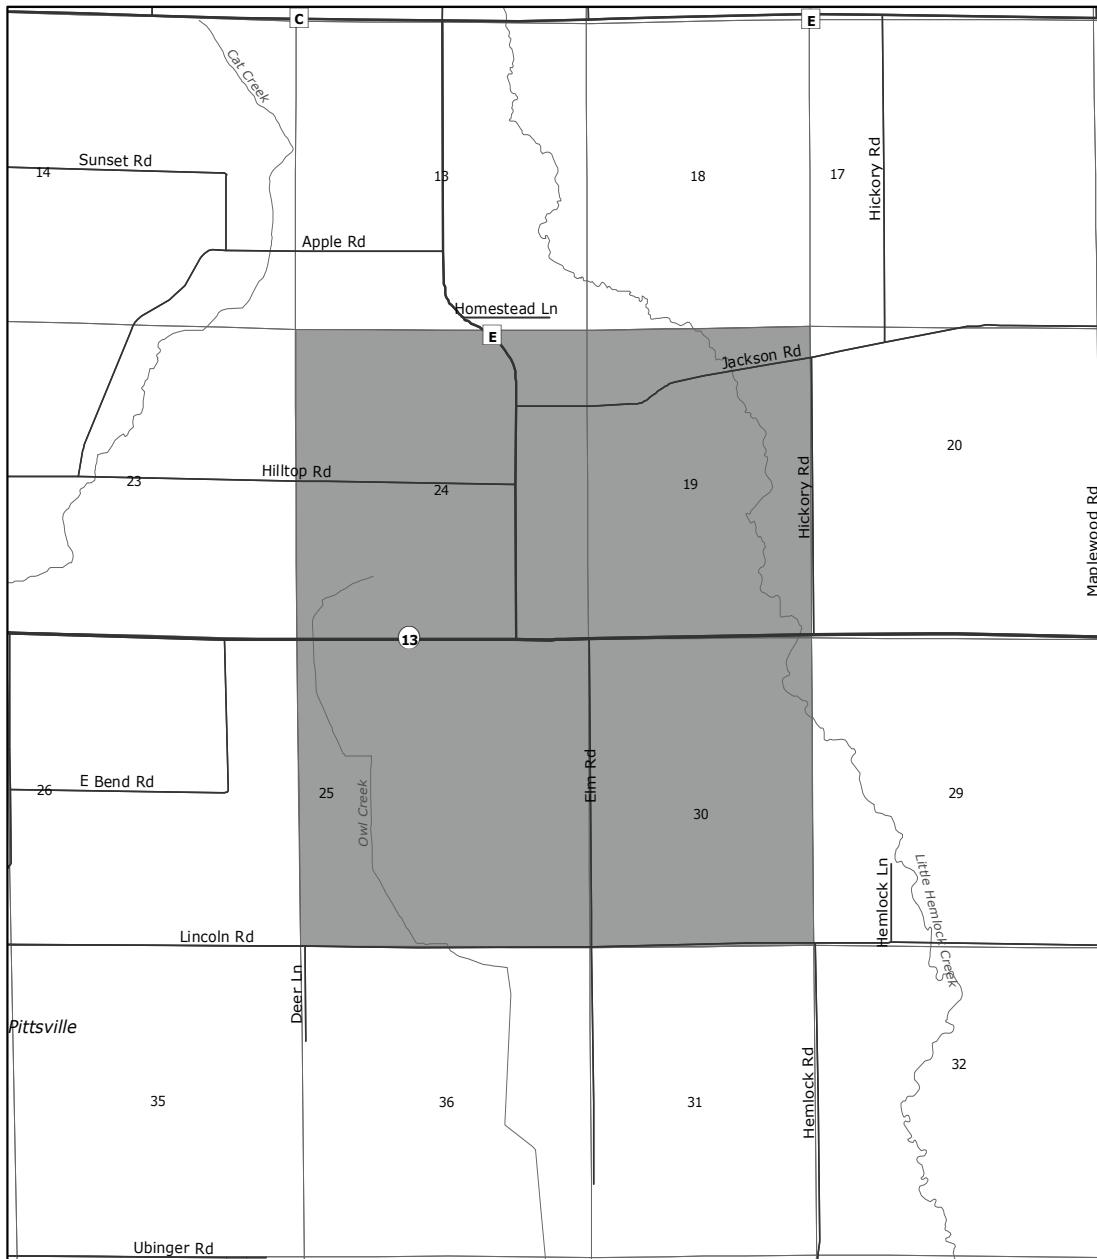 C
E
Cat Creek
Sunset Rd
14
13
18
17
Hickory Rd
Apple Rd
Homestead Ln
E
Jackson Rd
20
Hilltop Rd
23
24
19
Hickory Rd
Maplewood Rd
13
E Bend Rd
26
25
Owl Creek
Elm Rd
30
29
Hemlock Ln
Little Hemlock Creek
Lincoln Rd
Deer Ln
Pittsville
Hemlock Rd
32
35
36
31
Ubinger Rd